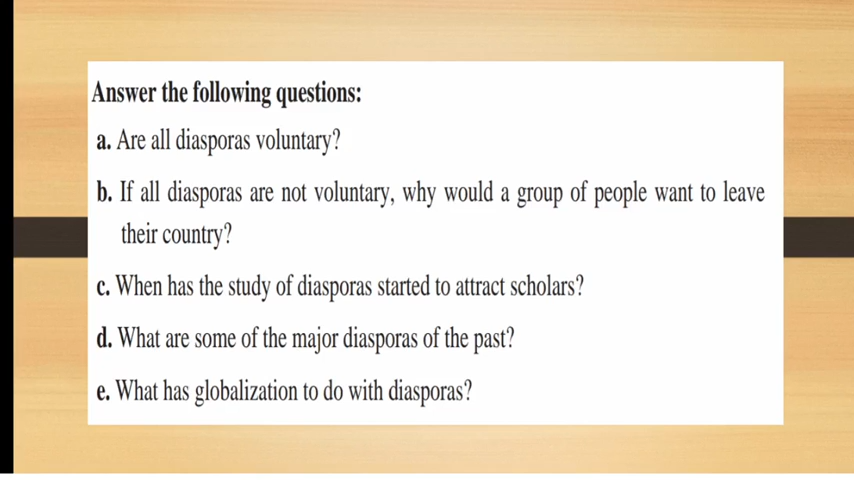 Answer the following questions:
a. Are all diasporas voluntary?
b. If all diasporas are not voluntary, why would a group of people want to leave
their country?
c. When has the study of diasporas started to attract scholars?
d. What are some of the major diasporas of the past?
e. What has globalization to do with diasporas?